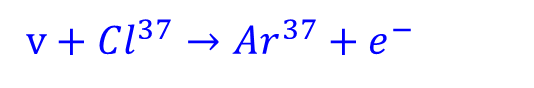 v + Cl³⁷ → Ar³⁷ + e⁻